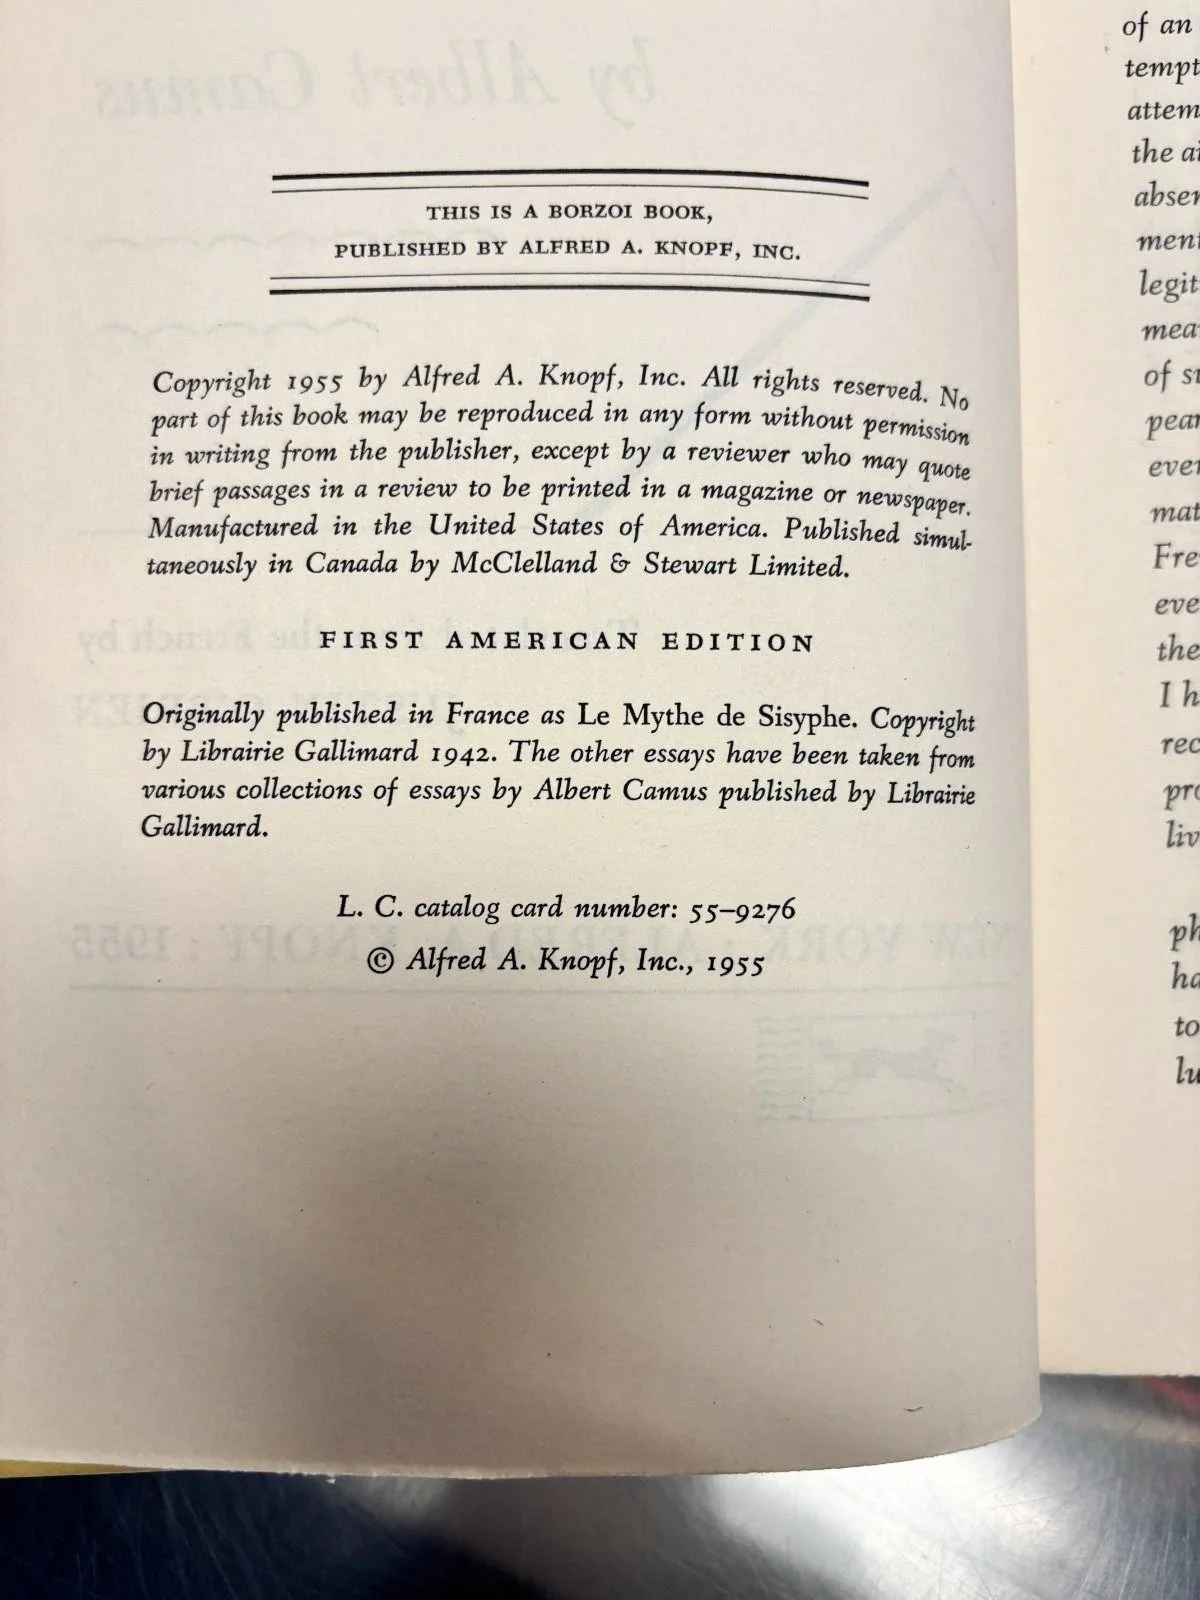 THIS IS A BORZOI BOOK,
PUBLISHED BY ALFRED A. KNOPF, INC.
Copyright 1955 by Alfred A. Knopf, Inc. All rights reserved. No
part of this book may be reproduced in any form without permission
in writing from the publisher, except by a reviewer who may quote
brief passages in a review to be printed in a magazine or newspaper.
Manufactured in the United States of America. Published simul-
taneously in Canada by McClelland & Stewart Limited.
FIRST AMERICAN EDITION
Originally published in France as Le Mythe de Sisyphe. Copyright
by Librairie Gallimard 1942. The other essays have been taken from
various collections of essays by Albert Camus published by Librairie
Gallimard.
L. C. catalog card number: 55–9276
© Alfred A. Knopf, Inc., 1955
of an
the
I
to